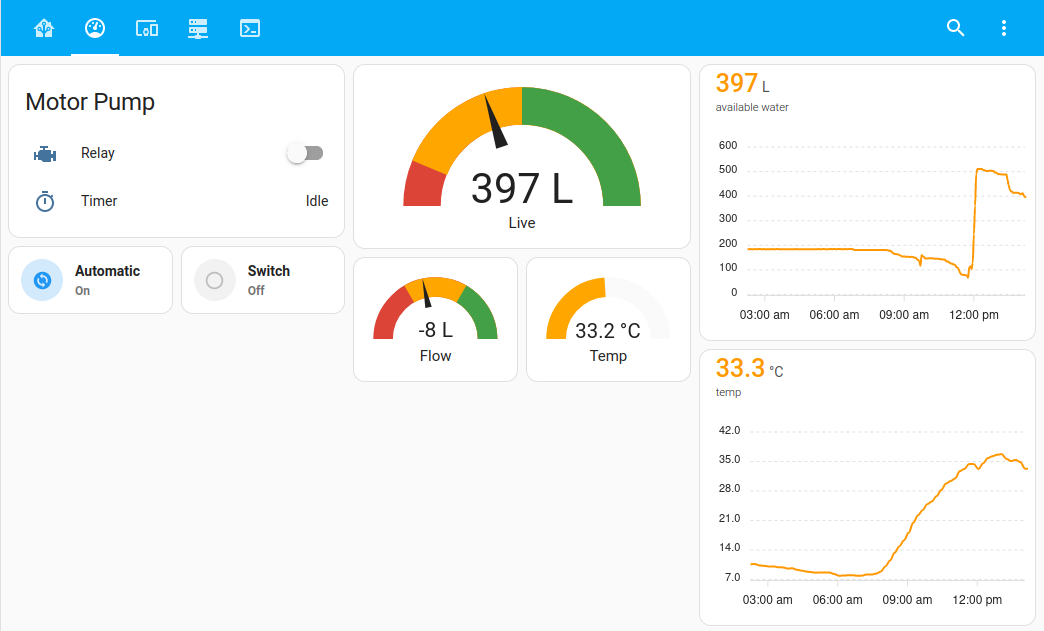 Motor Pump
Relay
Timer
Idle
Automatic
On
Switch
Off
397 L
Live
-8 L
Flow
33.2 °C
Temp
397 L
available water
600
500
400
300
200
100
0
03:00 am 06:00 am 09:00 am 12:00 pm
33.3 °C
temp
42.0
35.0
28.0
21.0
14.0
7.0
03:00 am 06:00 am 09:00 am 12:00 pm